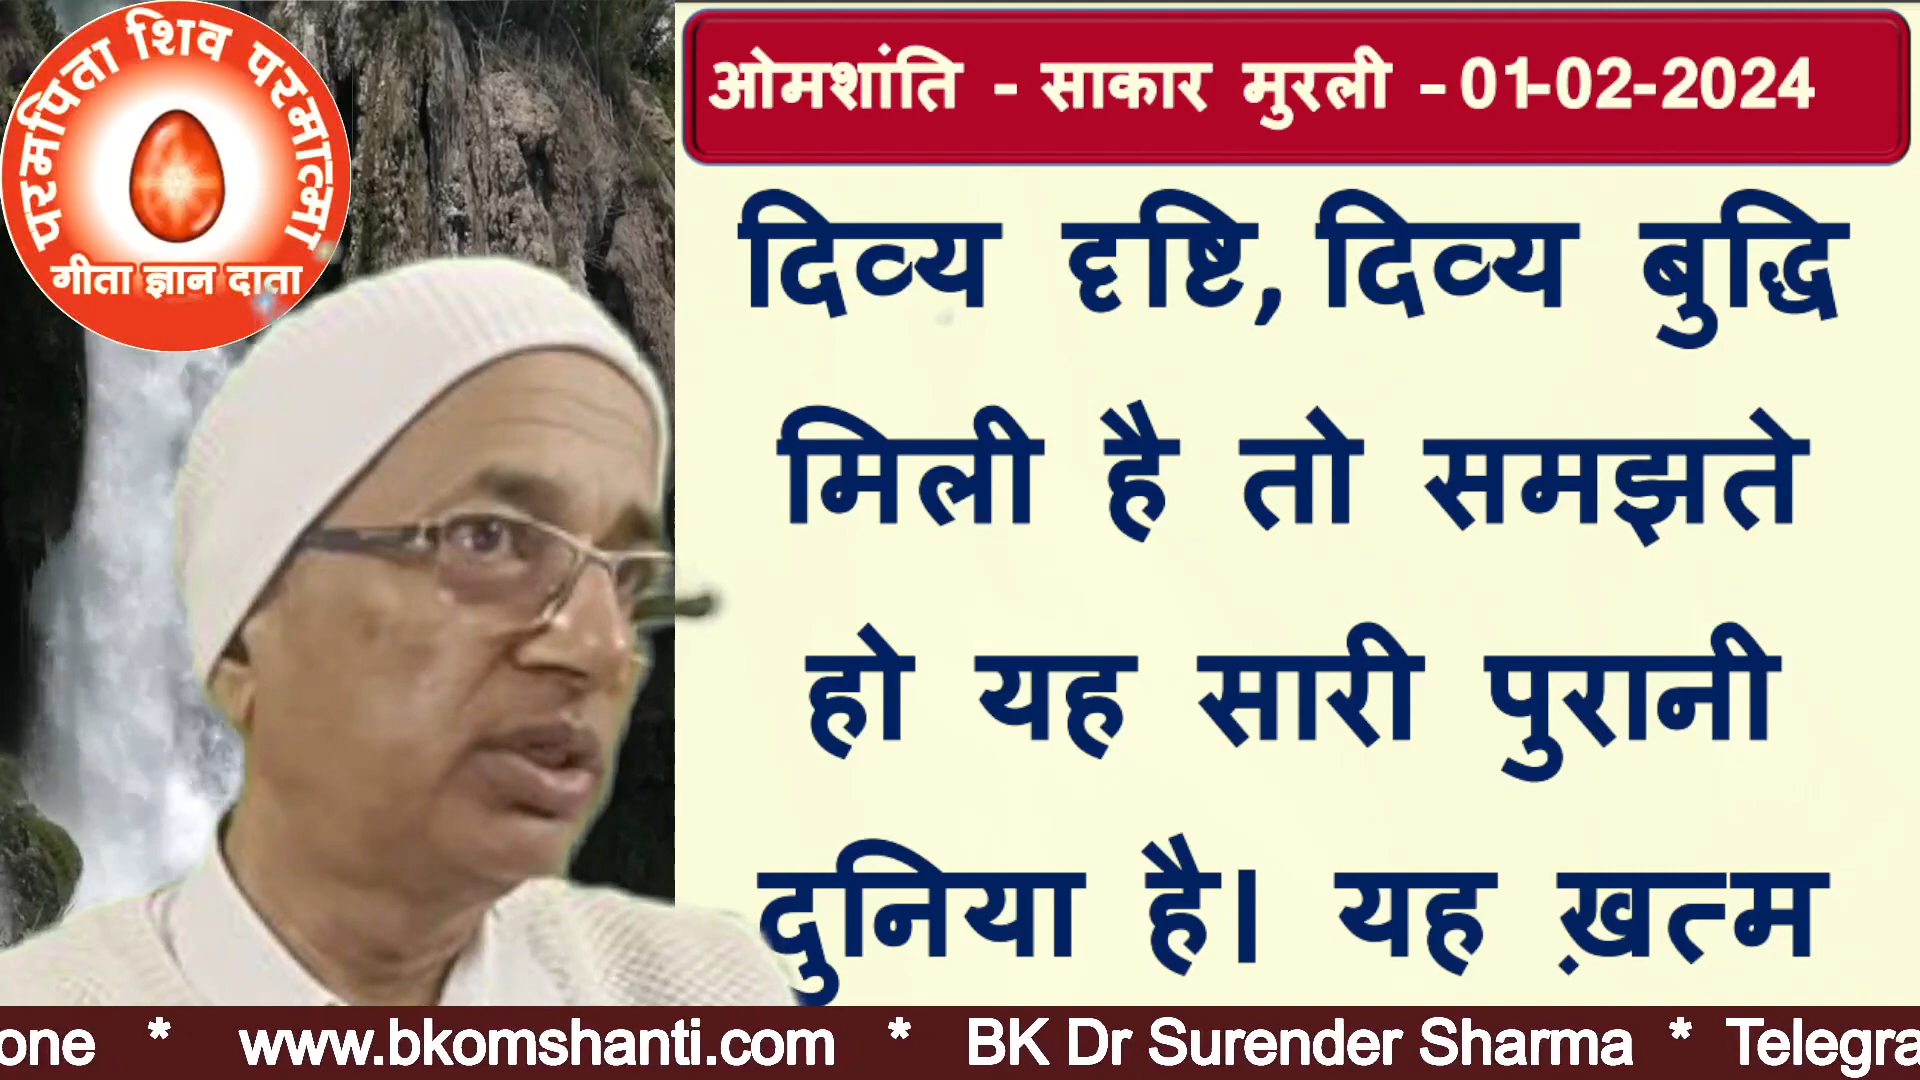 परमपिता शिव परमात्मा
गीता ज्ञान दाता
ओमशांति - साकार मुरली - 01-02-2024
दिव्य दृष्टि, दिव्य बुद्धि
मिली है तो समझते
हो यह सारी पुरानी
दुनिया है। यह ख़त्म
one * www.bkomshanti.com * BK Dr Surender Sharma * Telegra